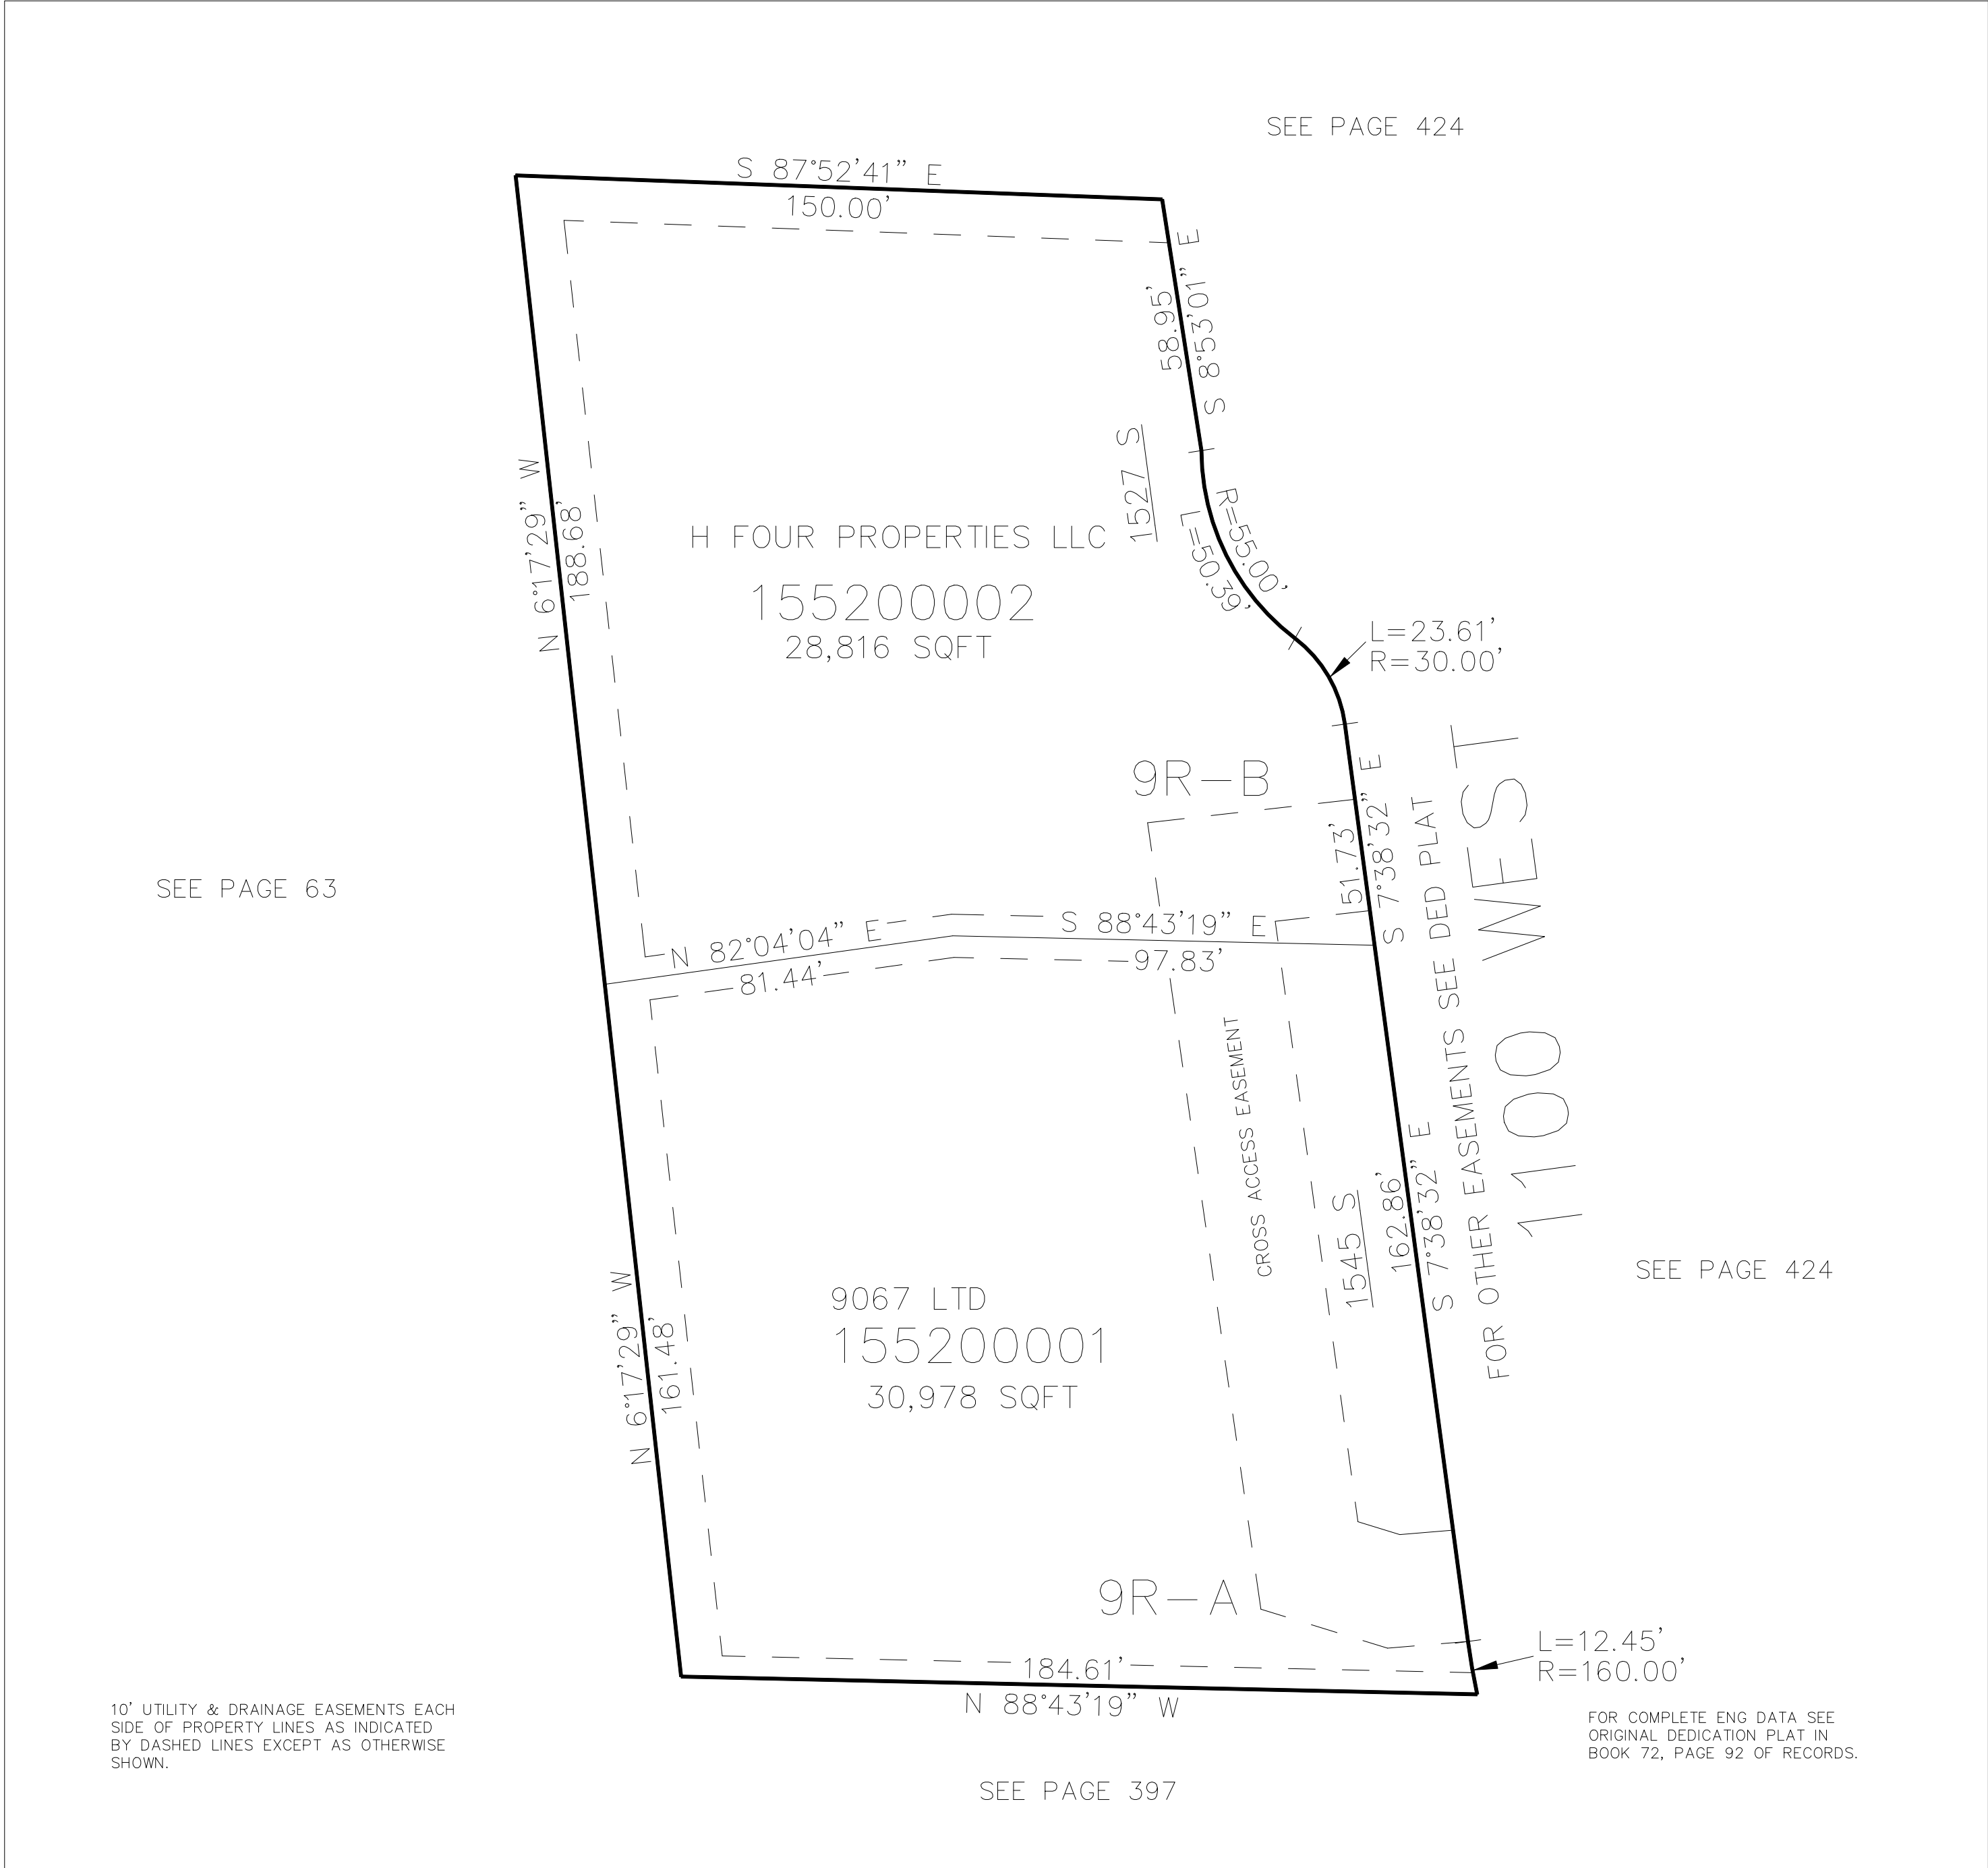 SEE PAGE 424
S 87°52'41" E
150.00'
58.95'
S 8°53'01" E
1527 S
R=55.00'
L=50.39'
N 6°17'29" W
188.68'
H FOUR PROPERTIES LLC
155200002
28,816 SQFT
L=23.61'
R=30.00'
9R-B
51.73'
S 7°38'32" E
1100 WEST
SEE PAGE 63
N 82°04'04" E
81.44'
S 88°43'19" E
97.83'
FOR OTHER EASEMENTS SEE DED PLAT
CROSS ACCESS EASEMENT
1545 S
162.86'
S 7°38'32" E
SEE PAGE 424
N 6°17'29" W
161.48'
9067 LTD
155200001
30,978 SQFT
9R-A
L=12.45'
R=160.00'
184.61'
N 88°43'19" W
10' UTILITY & DRAINAGE EASEMENTS EACH
SIDE OF PROPERTY LINES AS INDICATED
BY DASHED LINES EXCEPT AS OTHERWISE
SHOWN.
FOR COMPLETE ENG DATA SEE
ORIGINAL DEDICATION PLAT IN
BOOK 72, PAGE 92 OF RECORDS.
SEE PAGE 397